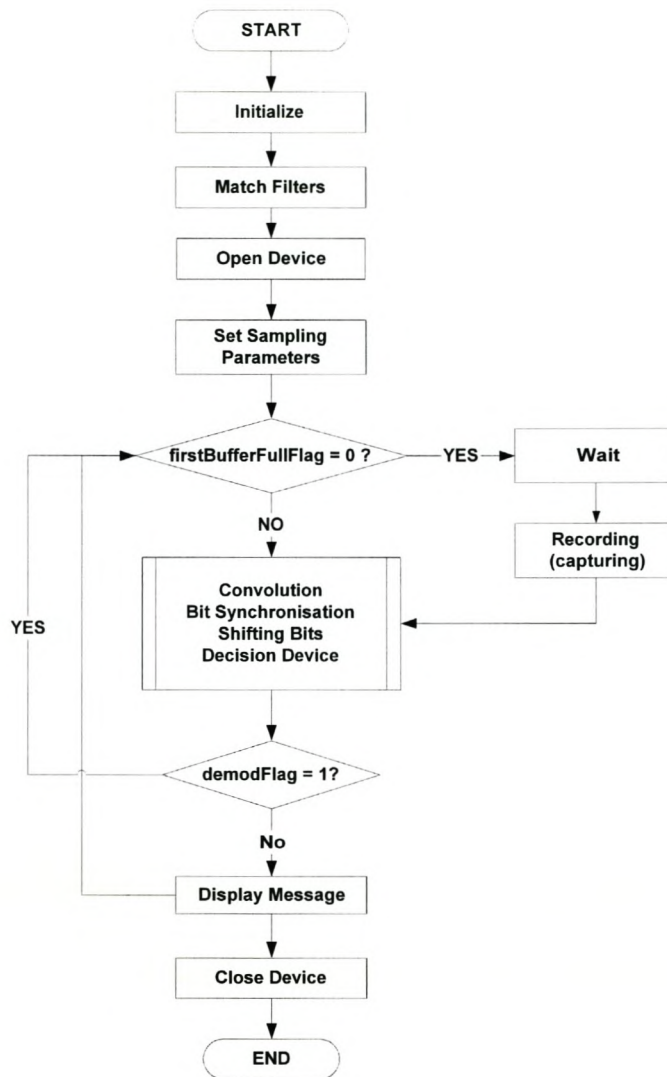 START
Initialize
Match Filters
Open Device
Set Sampling
Parameters
firstBufferFullFlag = 0 ?
YES
Wait
NO
Recording
(capturing)
Convolution
Bit Synchronisation
Shifting Bits
Decision Device
YES
demodFlag = 1?
No
Display Message
Close Device
END